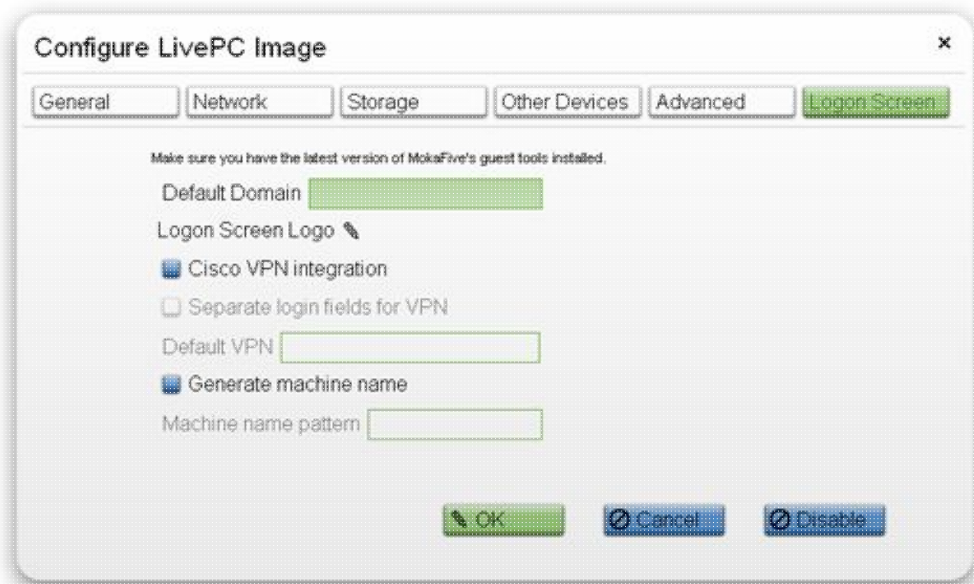 Configure LivePC Image
General Network Storage Other Devices Advanced Logon Screen
Make sure you have the latest version of MokaFive's guest tools installed.
Default Domain
Logon Screen Logo
Cisco VPN integration
Separate login fields for VPN
Default VPN
Generate machine name
Machine name pattern
OK Cancel Disable